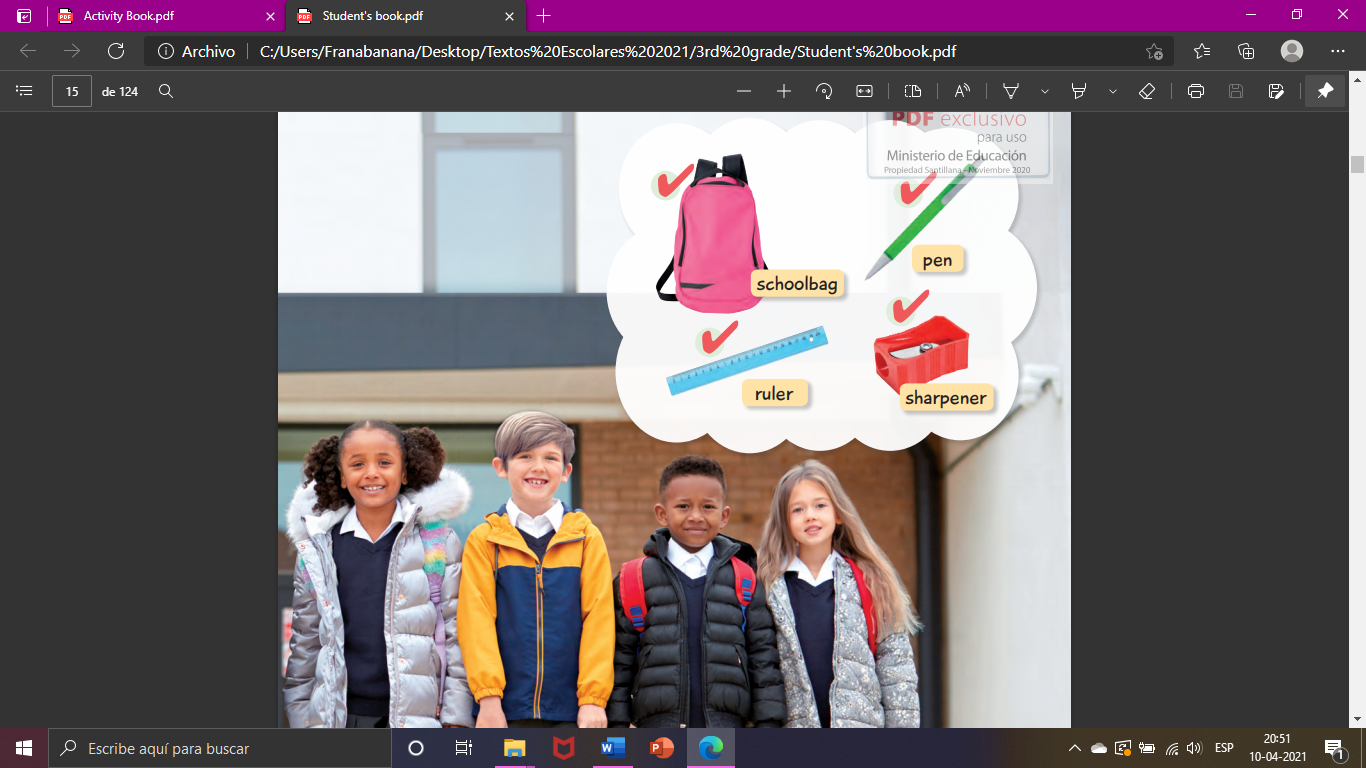 Activity Book.pdf
Student's book.pdf
Archivo
C:/Users/Franabanana/Desktop/Textos%20Escolares%202021/3rd%20grade/Student's%20book.pdf
15
de 124
PDF exclusivo
para uso
Ministerio de Educación
Propiedad Santillana - Noviembre 2020
pen
schoolbag
ruler
sharpener
Escribe aquí para buscar
ESP
20:51
10-04-2021
1